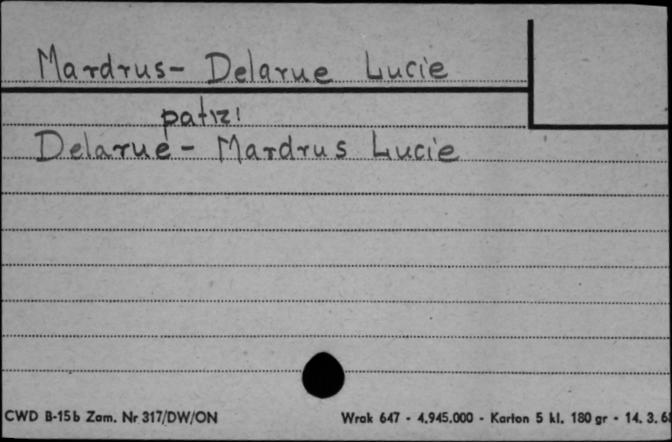 Mardrus- Delarue Lucie
patrz!
Delarue- Mardrus Lucie
CWD B-15b Zam. Nr 317/DW/ON Wrak 647 - 4.945.000 - Karton 5 kl. 180 gr - 14. 3. 6